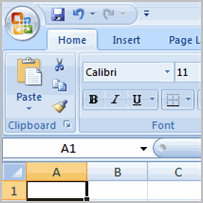 Home Insert Page L
Calibri 11
Paste B I U
Clipboard Font
A1
A B C
1